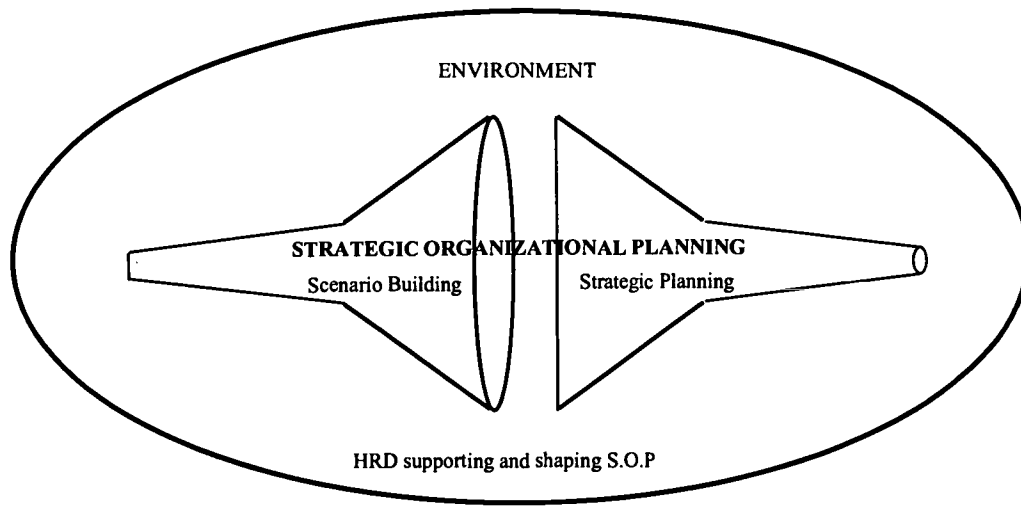 ENVIRONMENT
STRATEGIC ORGANIZATIONAL PLANNING
Scenario Building
Strategic Planning
HRD supporting and shaping S.O.P